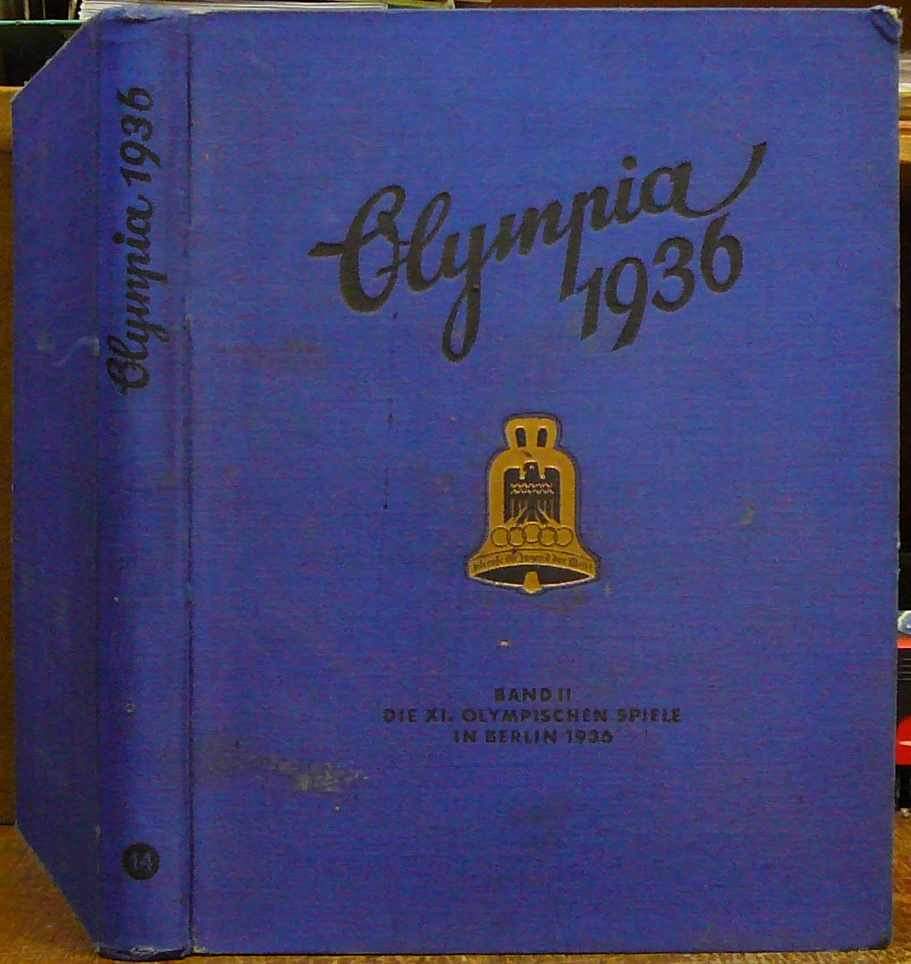 Olympia 1936
14
Olympia
1936
BAND II
DIE XI. OLYMPISCHEN SPIELE
IN BERLIN 1936